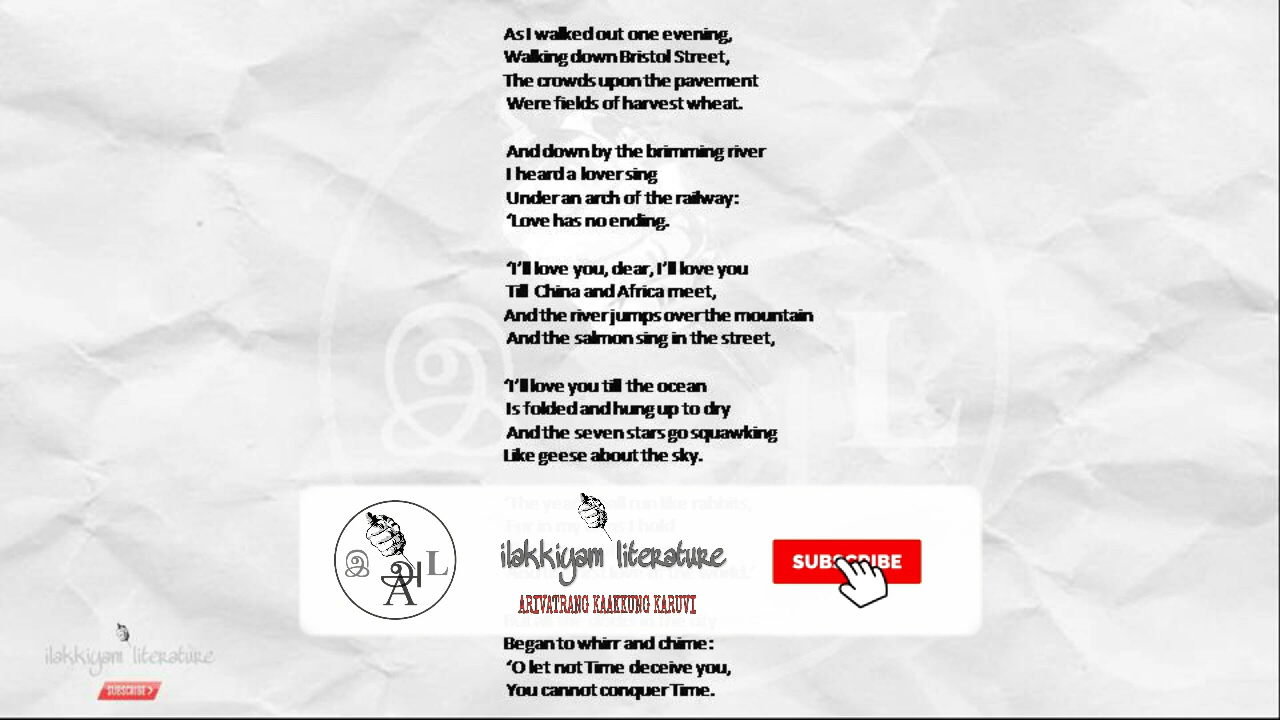 As I walked out one evening,
Walking down Bristol Street,
The crowds upon the pavement
Were fields of harvest wheat.
And down by the brimming river
I heard a lover sing
Under an arch of the railway:
‘Love has no ending.
‘I’ll love you, dear, I’ll love you
Till China and Africa meet,
And the river jumps over the mountain
And the salmon sing in the street,
‘I’ll love you till the ocean
Is folded and hung up to dry
And the seven stars go squawking
Like geese about the sky.
இ அ L
A
ilakkiyam literature
ARIVATRANG KAAKKUNG KARUVI
SUBSCRIBE
Began to whirr and chime:
‘O let not Time deceive you,
You cannot conquer Time.
ilakkiyam literature
SUBSCRIBE >
இ L